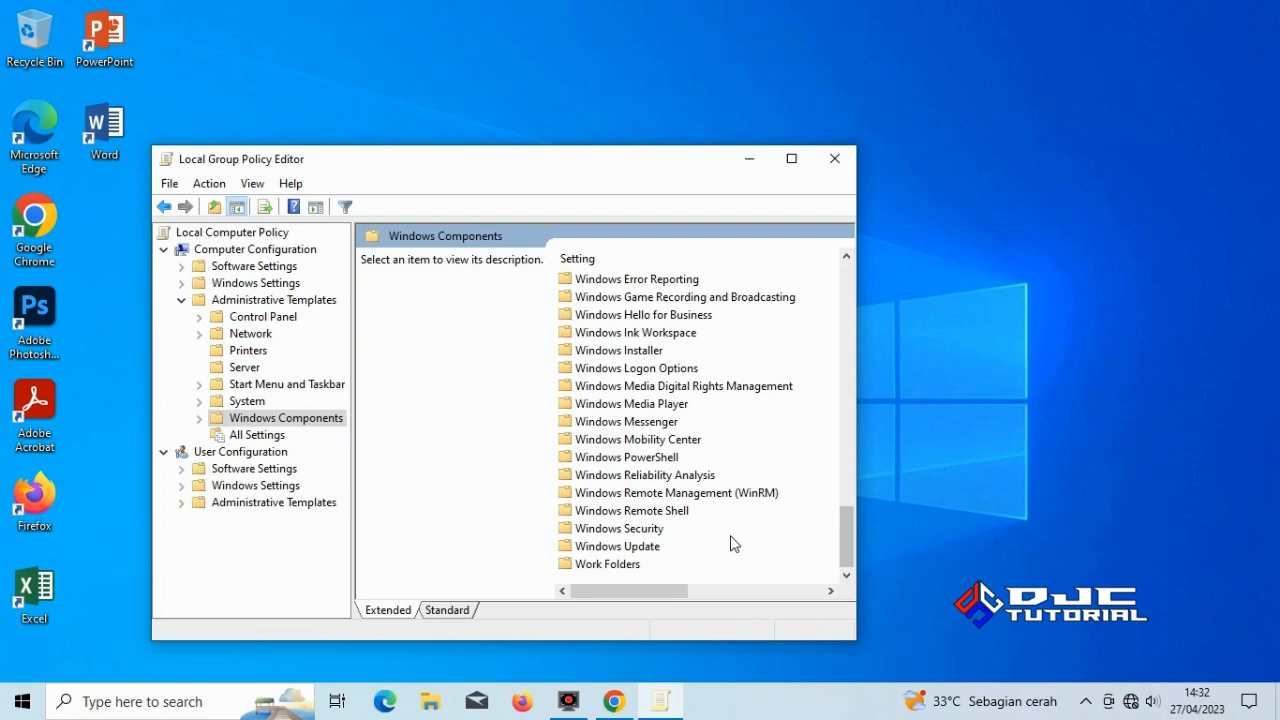 Recycle Bin
PowerPoint
Microsoft
Edge
Word
Google
Chrome
Adobe
Photosh...
Adobe
Acrobat
Firefox
Excel
Local Group Policy Editor
File Action View Help
Local Computer Policy
Computer Configuration
Software Settings
Windows Settings
Administrative Templates
Control Panel
Network
Printers
Server
Start Menu and Taskbar
System
Windows Components
All Settings
User Configuration
Software Settings
Windows Settings
Administrative Templates
Windows Components
Select an item to view its description.
Setting
Windows Error Reporting
Windows Game Recording and Broadcasting
Windows Hello for Business
Windows Ink Workspace
Windows Installer
Windows Logon Options
Windows Media Digital Rights Management
Windows Media Player
Windows Messenger
Windows Mobility Center
Windows PowerShell
Windows Reliability Analysis
Windows Remote Management (WinRM)
Windows Remote Shell
Windows Security
Windows Update
Work Folders
Extended Standard
DJC
TUTORIAL
Type here to search
33°C Sebagian cerah
14:32
27/04/2023